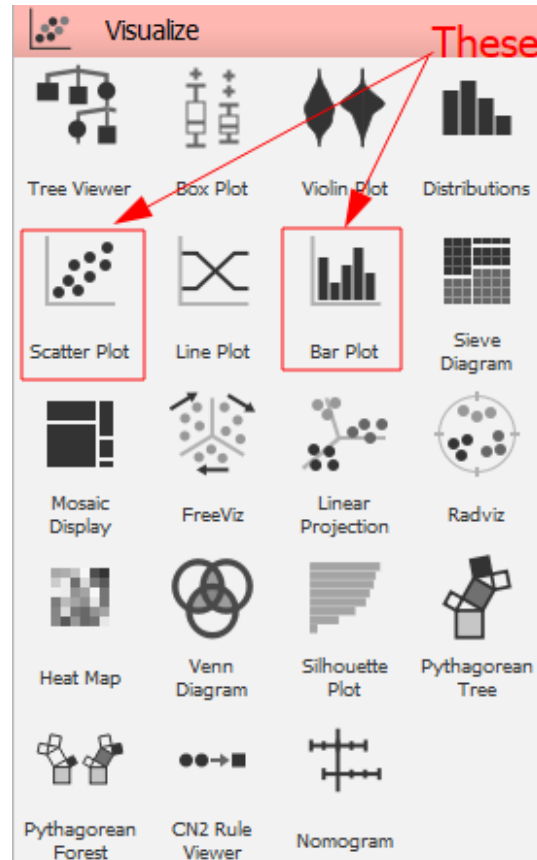 Visualize
These
Tree Viewer
Box Plot
Violin Plot
Distributions
Scatter Plot
Line Plot
Bar Plot
Sieve
Diagram
Mosaic
Display
FreeViz
Linear
Projection
Radviz
Heat Map
Venn
Diagram
Silhouette
Plot
Pythagorean
Tree
Pythagorean
Forest
CN2 Rule
Viewer
Nomogram